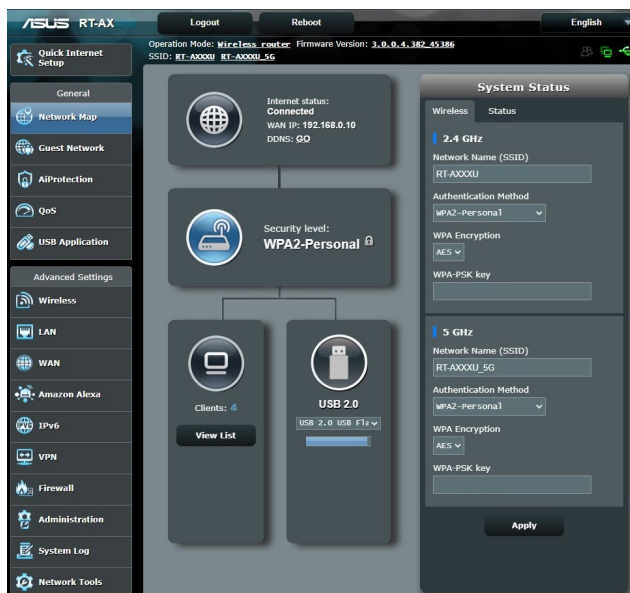 ASUS RT-AX
Logout
Reboot
English
Quick Internet
Setup
General
Network Map
Guest Network
AiProtection
QoS
USB Application
Advanced Settings
Wireless
LAN
WAN
Amazon Alexa
IPv6
VPN
Firewall
Administration
System Log
Network Tools
Operation Mode: Wireless router Firmware Version: 3.0.0.4.382_45386
SSID: RT-AXXXU RT-AXXXU_5G
Internet status:
Connected
WAN IP: 192.168.0.10
DDNS: GO
Security level:
WPA2-Personal
Clients: 4
View List
USB 2.0
USB 2.0 USB Fla
System Status
Wireless Status
2.4 GHz
Network Name (SSID)
RT-AXXXU
Authentication Method
WPA2-Personal
WPA Encryption
AES
WPA-PSK key
5 GHz
Network Name (SSID)
RT-AXXXU_5G
Authentication Method
WPA2-Personal
WPA Encryption
AES
WPA-PSK key
Apply